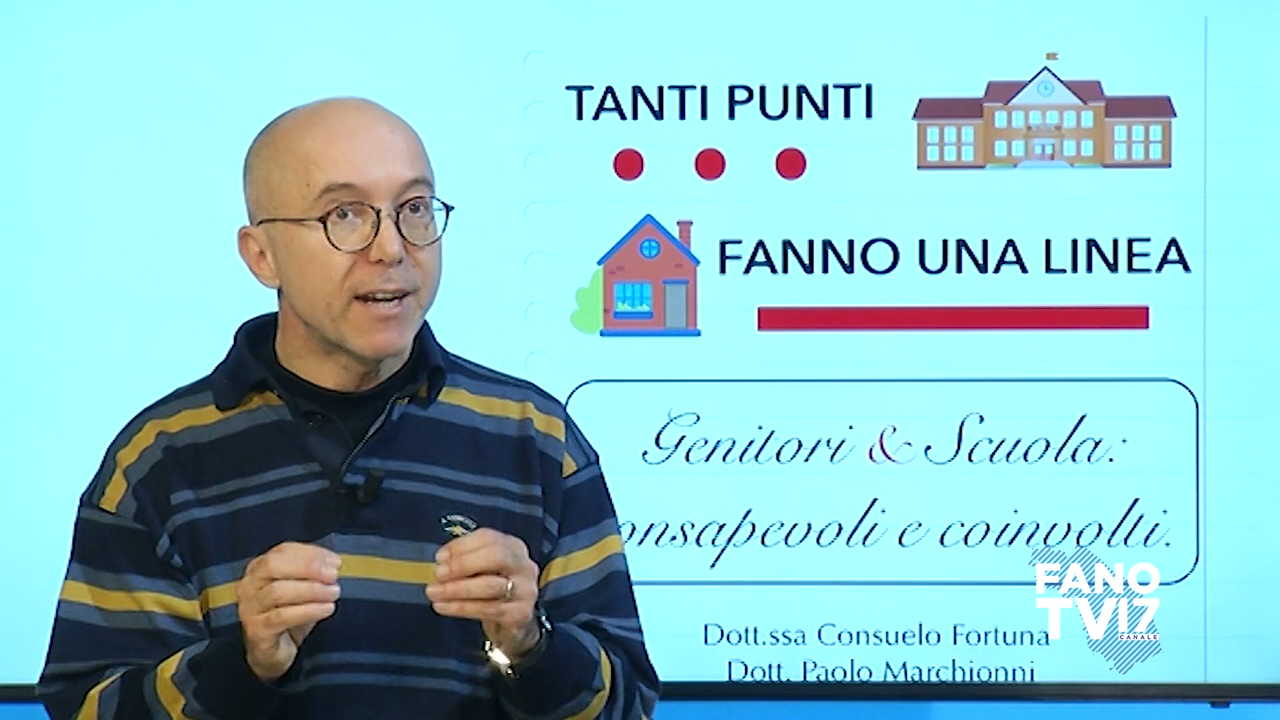 TANTI PUNTI
FANNO UNA LINEA
Genitori & Scuola:
onsapevoli e coinvolti.
Dott.ssa Consuelo Fortuna
Dott. Paolo Marchionni
FANO
TV17
CANALE